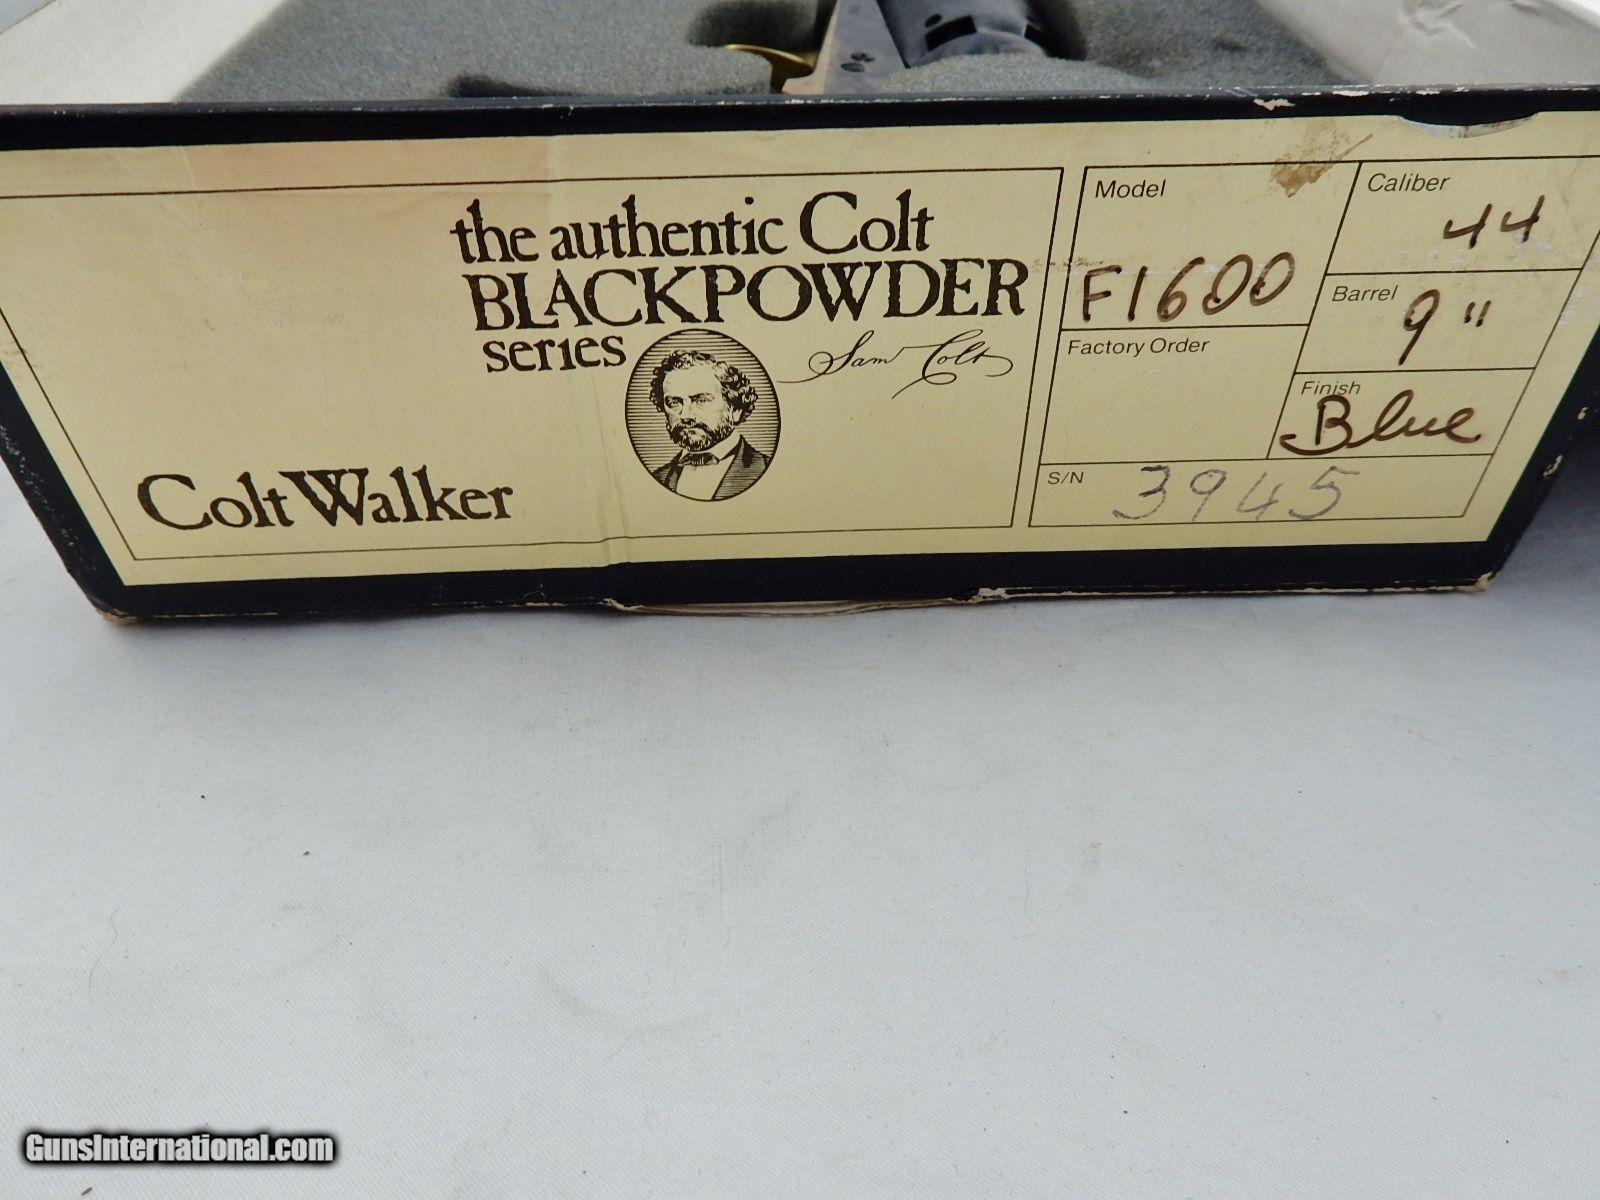 the authentic Colt
BLACKPOWDER
series
Sam Colt
Colt Walker
Model
F1600
Caliber
44
Barrel
9"
Factory Order
Finish
Blue
S/N
3945
GunsInternational.com